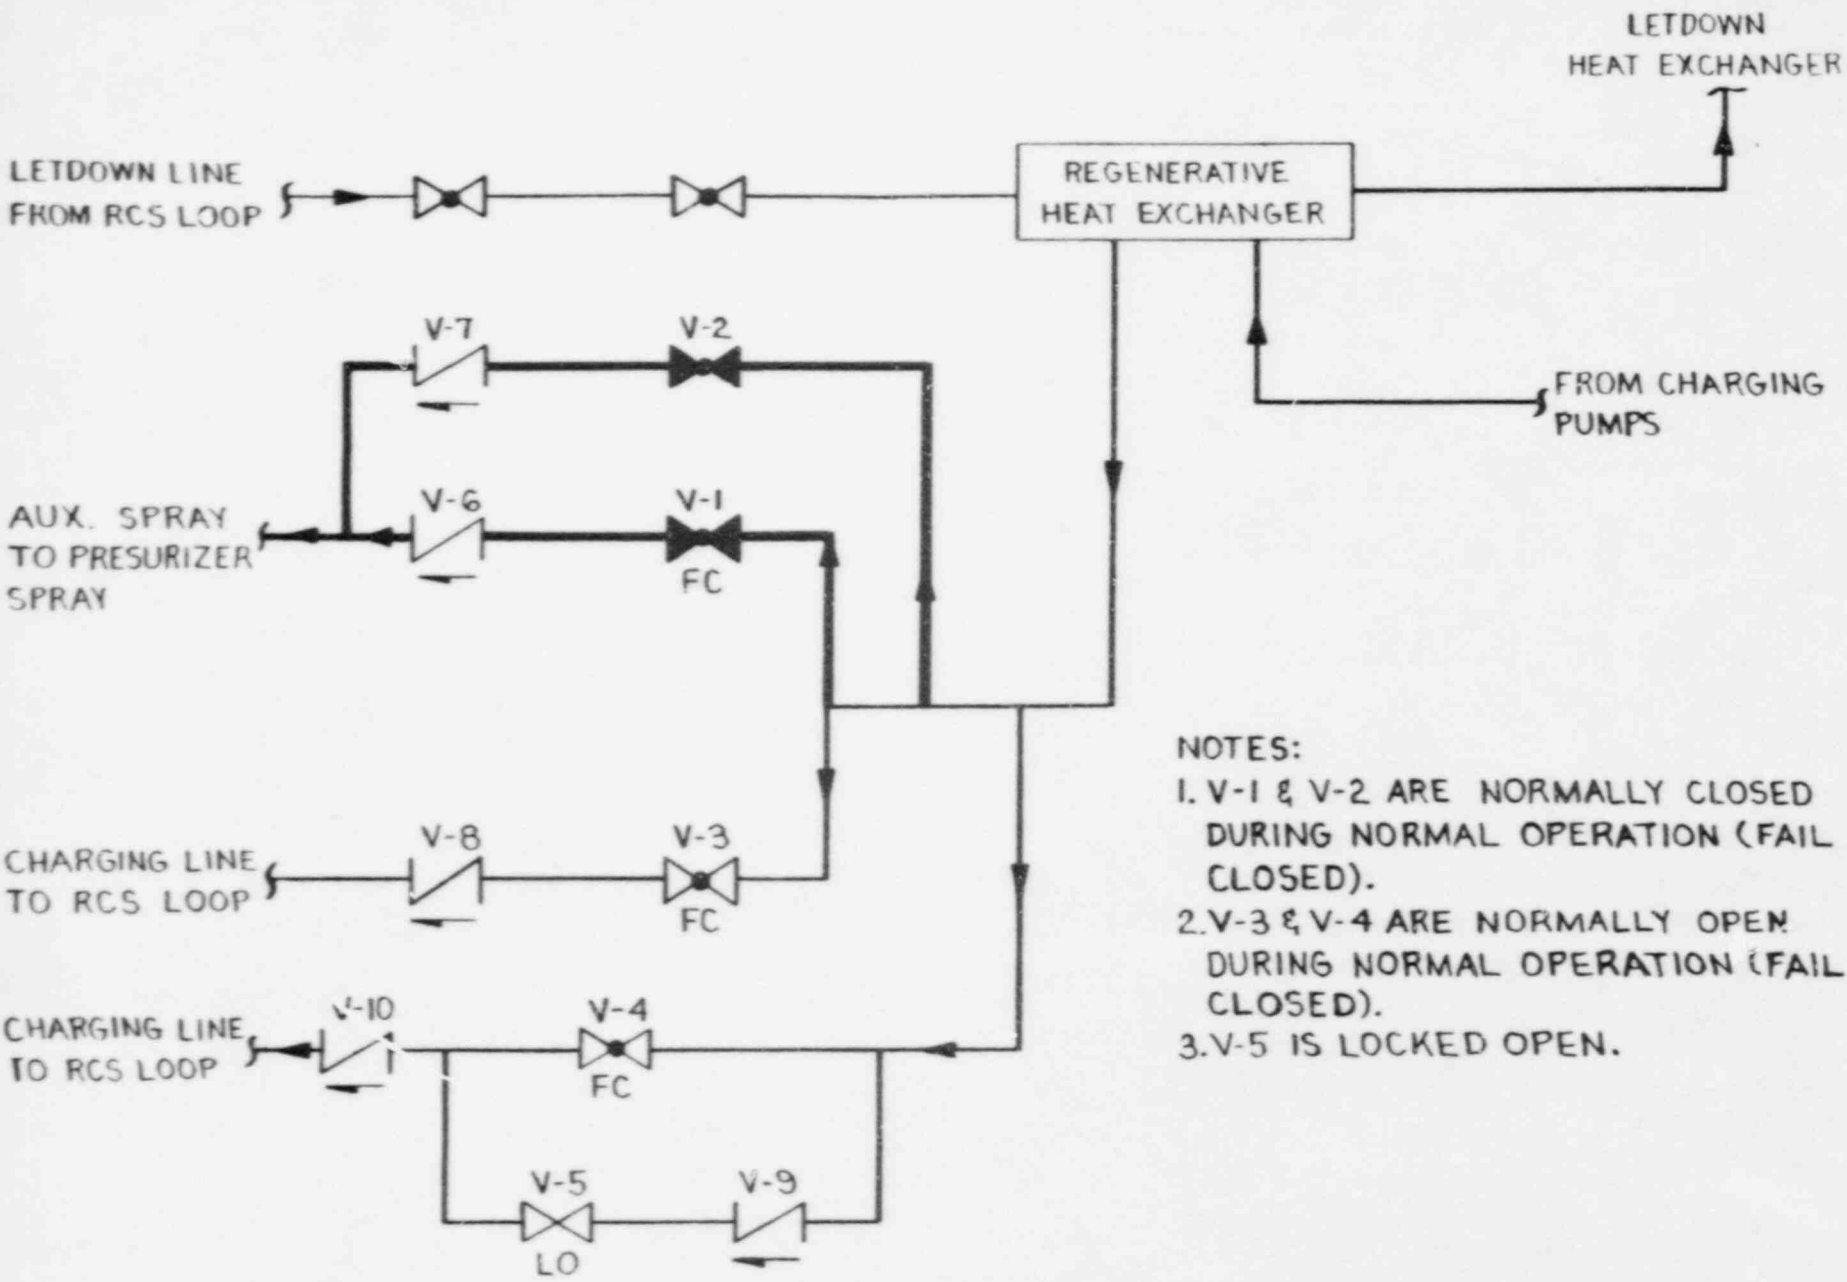 LETDOWN
HEAT EXCHANGER
LETDOWN LINE
FROM RCS LOOP
REGENERATIVE
HEAT EXCHANGER
V-7
V-2
FROM CHARGING
PUMPS
V-6
V-1
AUX. SPRAY
TO PRESURIZER
SPRAY
FC
NOTES:
1. V-1 & V-2 ARE NORMALLY CLOSED
DURING NORMAL OPERATION (FAIL
CLOSED).
2. V-3 & V-4 ARE NORMALLY OPEN
DURING NORMAL OPERATION (FAIL
CLOSED).
3. V-5 IS LOCKED OPEN.
V-8
V-3
CHARGING LINE
TO RCS LOOP
FC
V-10
V-4
CHARGING LINE
TO RCS LOOP
FC
V-5
V-9
LO